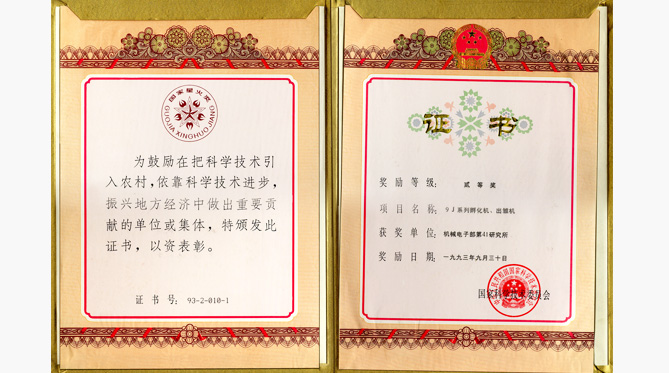 国家星火奖
GUOJIA XINGHUO JIANG
为鼓励在把科学技术引
入农村，依靠科学技术进步，
振兴地方经济中做出重要贡
献的单位或集体，特颁发此
证书，以资表彰。
证书号：93-2-010-1
证书
奖励等级：贰等奖
项目名称：9J系列孵化机、出雏机
获奖单位：机械电子部第41研究所
奖励日期：一九九三年九月三十日
国家科学技术委员会